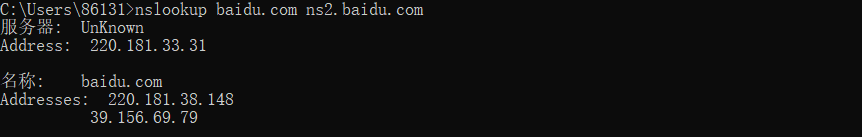 C:\Users\86131>nslookup baidu.com ns2.baidu.com
服务器:  UnKnown
Address:  220.181.33.31
名称:    baidu.com
Addresses:  220.181.38.148
          39.156.69.79